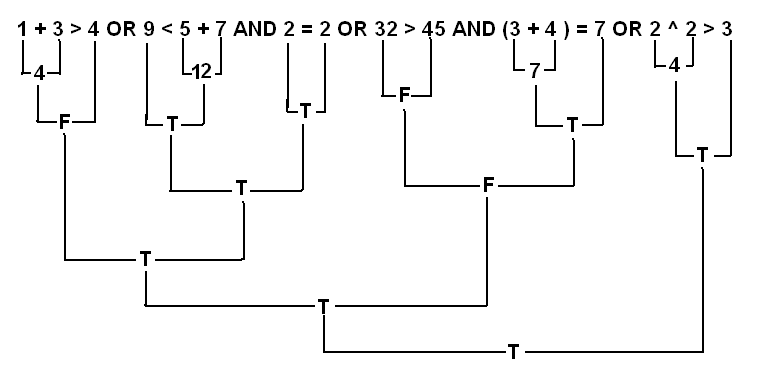 1 + 3 > 4 OR 9 < 5 + 7 AND 2 = 2 OR 32 > 45 AND (3 + 4 ) = 7 OR 2 ^ 2 > 3
4 12 7 4
F T T F T T
T F
T
T
T